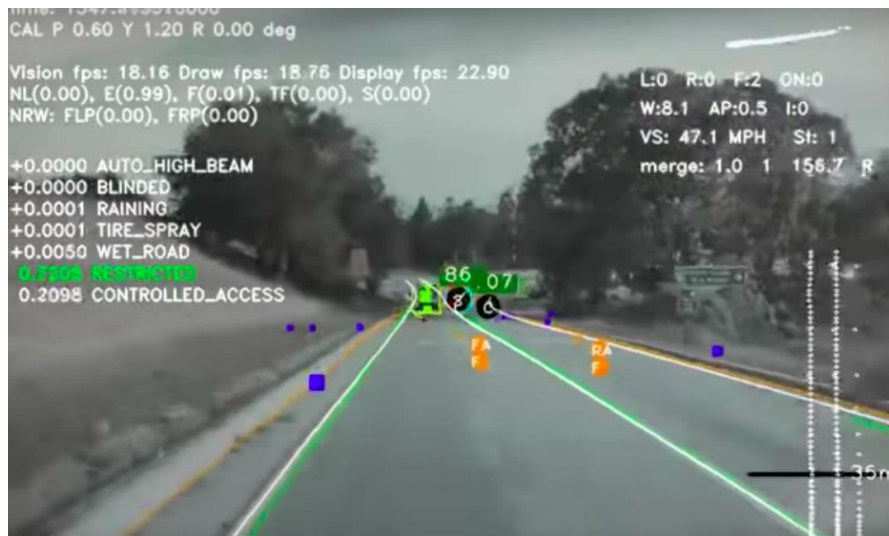 CAL P 0.60 Y 1.20 R 0.00 deg
Vision fps: 18.16 Draw fps: 18.76 Display fps: 22.90
NL(0.00), E(0.99), F(0.01), TF(0.00), S(0.00)
NRW: FLP(0.00), FRP(0.00)
+0.0000 AUTO_HIGH_BEAM
+0.0000 BLINDED
+0.0001 RAINING
+0.0001 TIRE_SPRAY
+0.0050 WET_ROAD
RESTRICTED
0.2098 CONTROLLED_ACCESS
L:0 R:0 F:2 ON:0
W:8.1 AP:0.5 I:0
VS: 47.1 MPH St: 1
merge: 1.0 1 156.7 R
86
.07
RA
F
F
35m